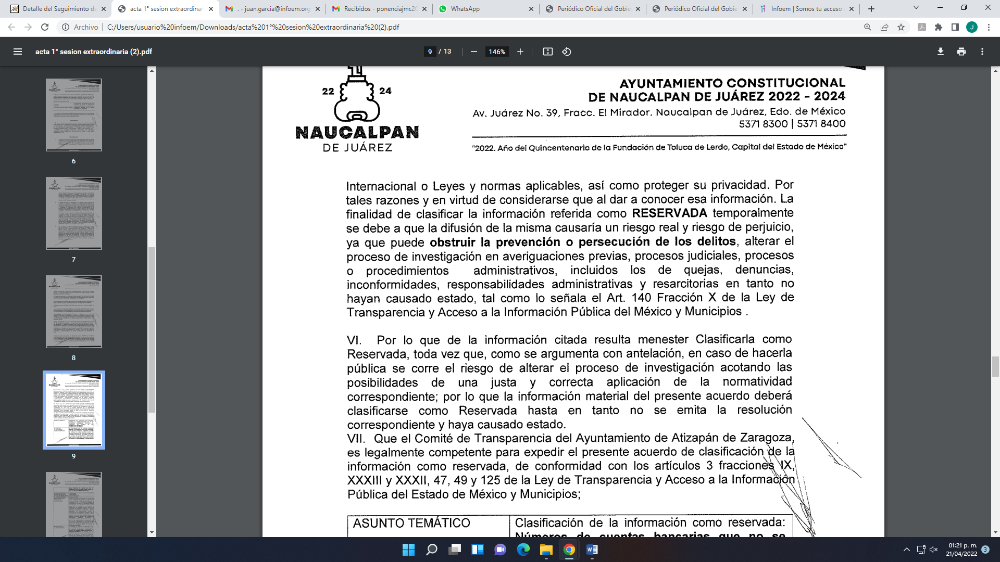 Detalle del Seguimiento de
acta 1° sesion extraordinar
. - juan.garcia@infoem.org
Recibidos - ponenciajmc20
WhatsApp
Periódico Oficial del Gobie
Periódico Oficial del Gobie
Infoem | Somos tu acceso
Archivo
C:/Users/usuario%20infoem/Downloads/acta%201°%20sesion%20extraordinaria%20(2).pdf
J
acta 1° sesion extraordinaria (2).pdf
9 / 13
146%
6
7
8
9
22 24
NAUCALPAN
DE JUÁREZ
AYUNTAMIENTO CONSTITUCIONAL
DE NAUCALPAN DE JUÁREZ 2022 - 2024
Av. Juárez No. 39, Fracc. El Mirador. Naucalpan de Juárez, Edo. de México
5371 8300 | 5371 8400
"2022. Año del Quincentenario de la Fundación de Toluca de Lerdo, Capital del Estado de México"
Internacional o Leyes y normas aplicables, así como proteger su privacidad. Por
tales razones y en virtud de considerarse que al dar a conocer esa información. La
finalidad de clasificar la información referida como RESERVADA temporalmente
se debe a que la difusión de la misma causaría un riesgo real y riesgo de perjuicio,
ya que puede obstruir la prevención o persecución de los delitos, alterar el
proceso de investigación en averiguaciones previas, procesos judiciales, procesos
o procedimientos administrativos, incluidos los de quejas, denuncias,
inconformidades, responsabilidades administrativas y resarcitorias en tanto no
hayan causado estado, tal como lo señala el Art. 140 Fracción X de la Ley de
Transparencia y Acceso a la Información Pública del México y Municipios .
VI. Por lo que de la información citada resulta menester Clasificarla como
Reservada, toda vez que, como se argumenta con antelación, en caso de hacerla
pública se corre el riesgo de alterar el proceso de investigación acotando las
posibilidades de una justa y correcta aplicación de la normatividad
correspondiente; por lo que la información material del presente acuerdo deberá
clasificarse como Reservada hasta en tanto no se emita la resolución
correspondiente y haya causado estado.
VII. Que el Comité de Transparencia del Ayuntamiento de Atizapán de Zaragoza,
es legalmente competente para expedir el presente acuerdo de clasificación de la
información como reservada, de conformidad con los artículos 3 fracciones IX,
XXXIII y XXXII, 47, 49 y 125 de la Ley de Transparencia y Acceso a la Información
Pública del Estado de México y Municipios;
ASUNTO TEMÁTICO
Clasificación de la información como reservada:
Números de cuentas bancarias que no se
01:21 p. m.
21/04/2022
3